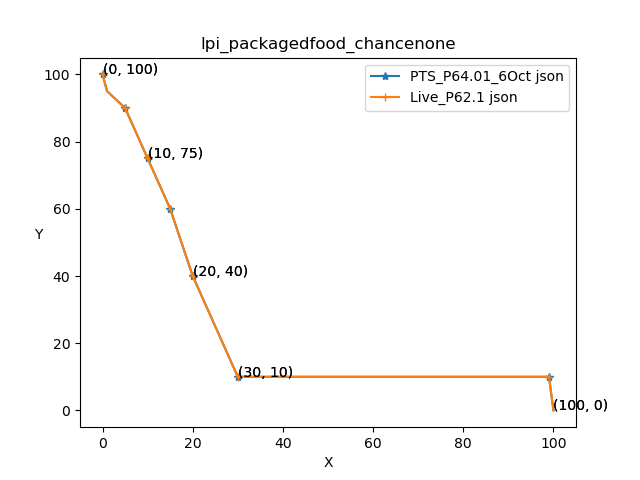 lpi_packagedfood_chancenone
PTS_P64.01_6Oct json
Live_P62.1 json
(0, 100)
(10, 75)
(20, 40)
(30, 10)
(100, 0)
100
80
60
40
20
0
Y
0 20 40 60 80 100
X